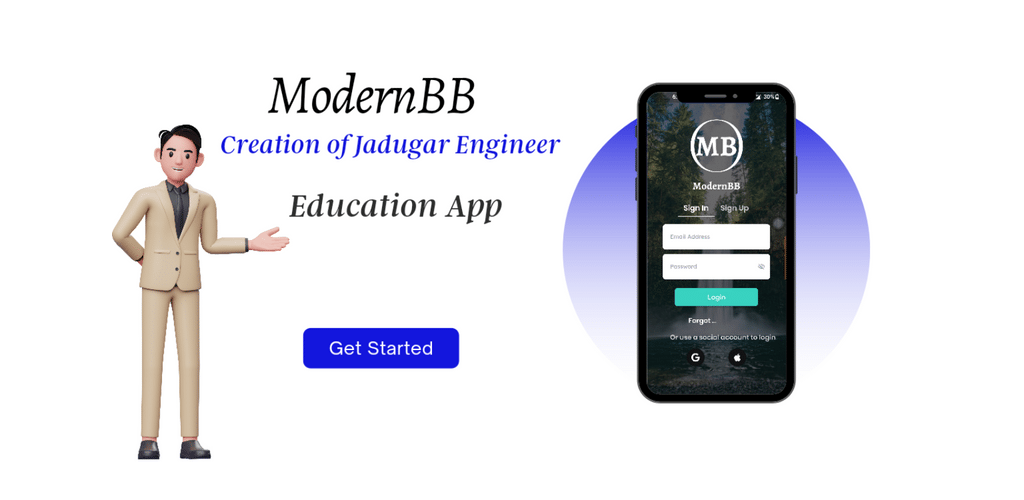 ModernBB
Creation of Jadugar Engineer
Education App
Get Started
30%
MB
ModernBB
Sign In Sign Up
Email Address
Password
Login
Forgot...
Or use a social account to login
G